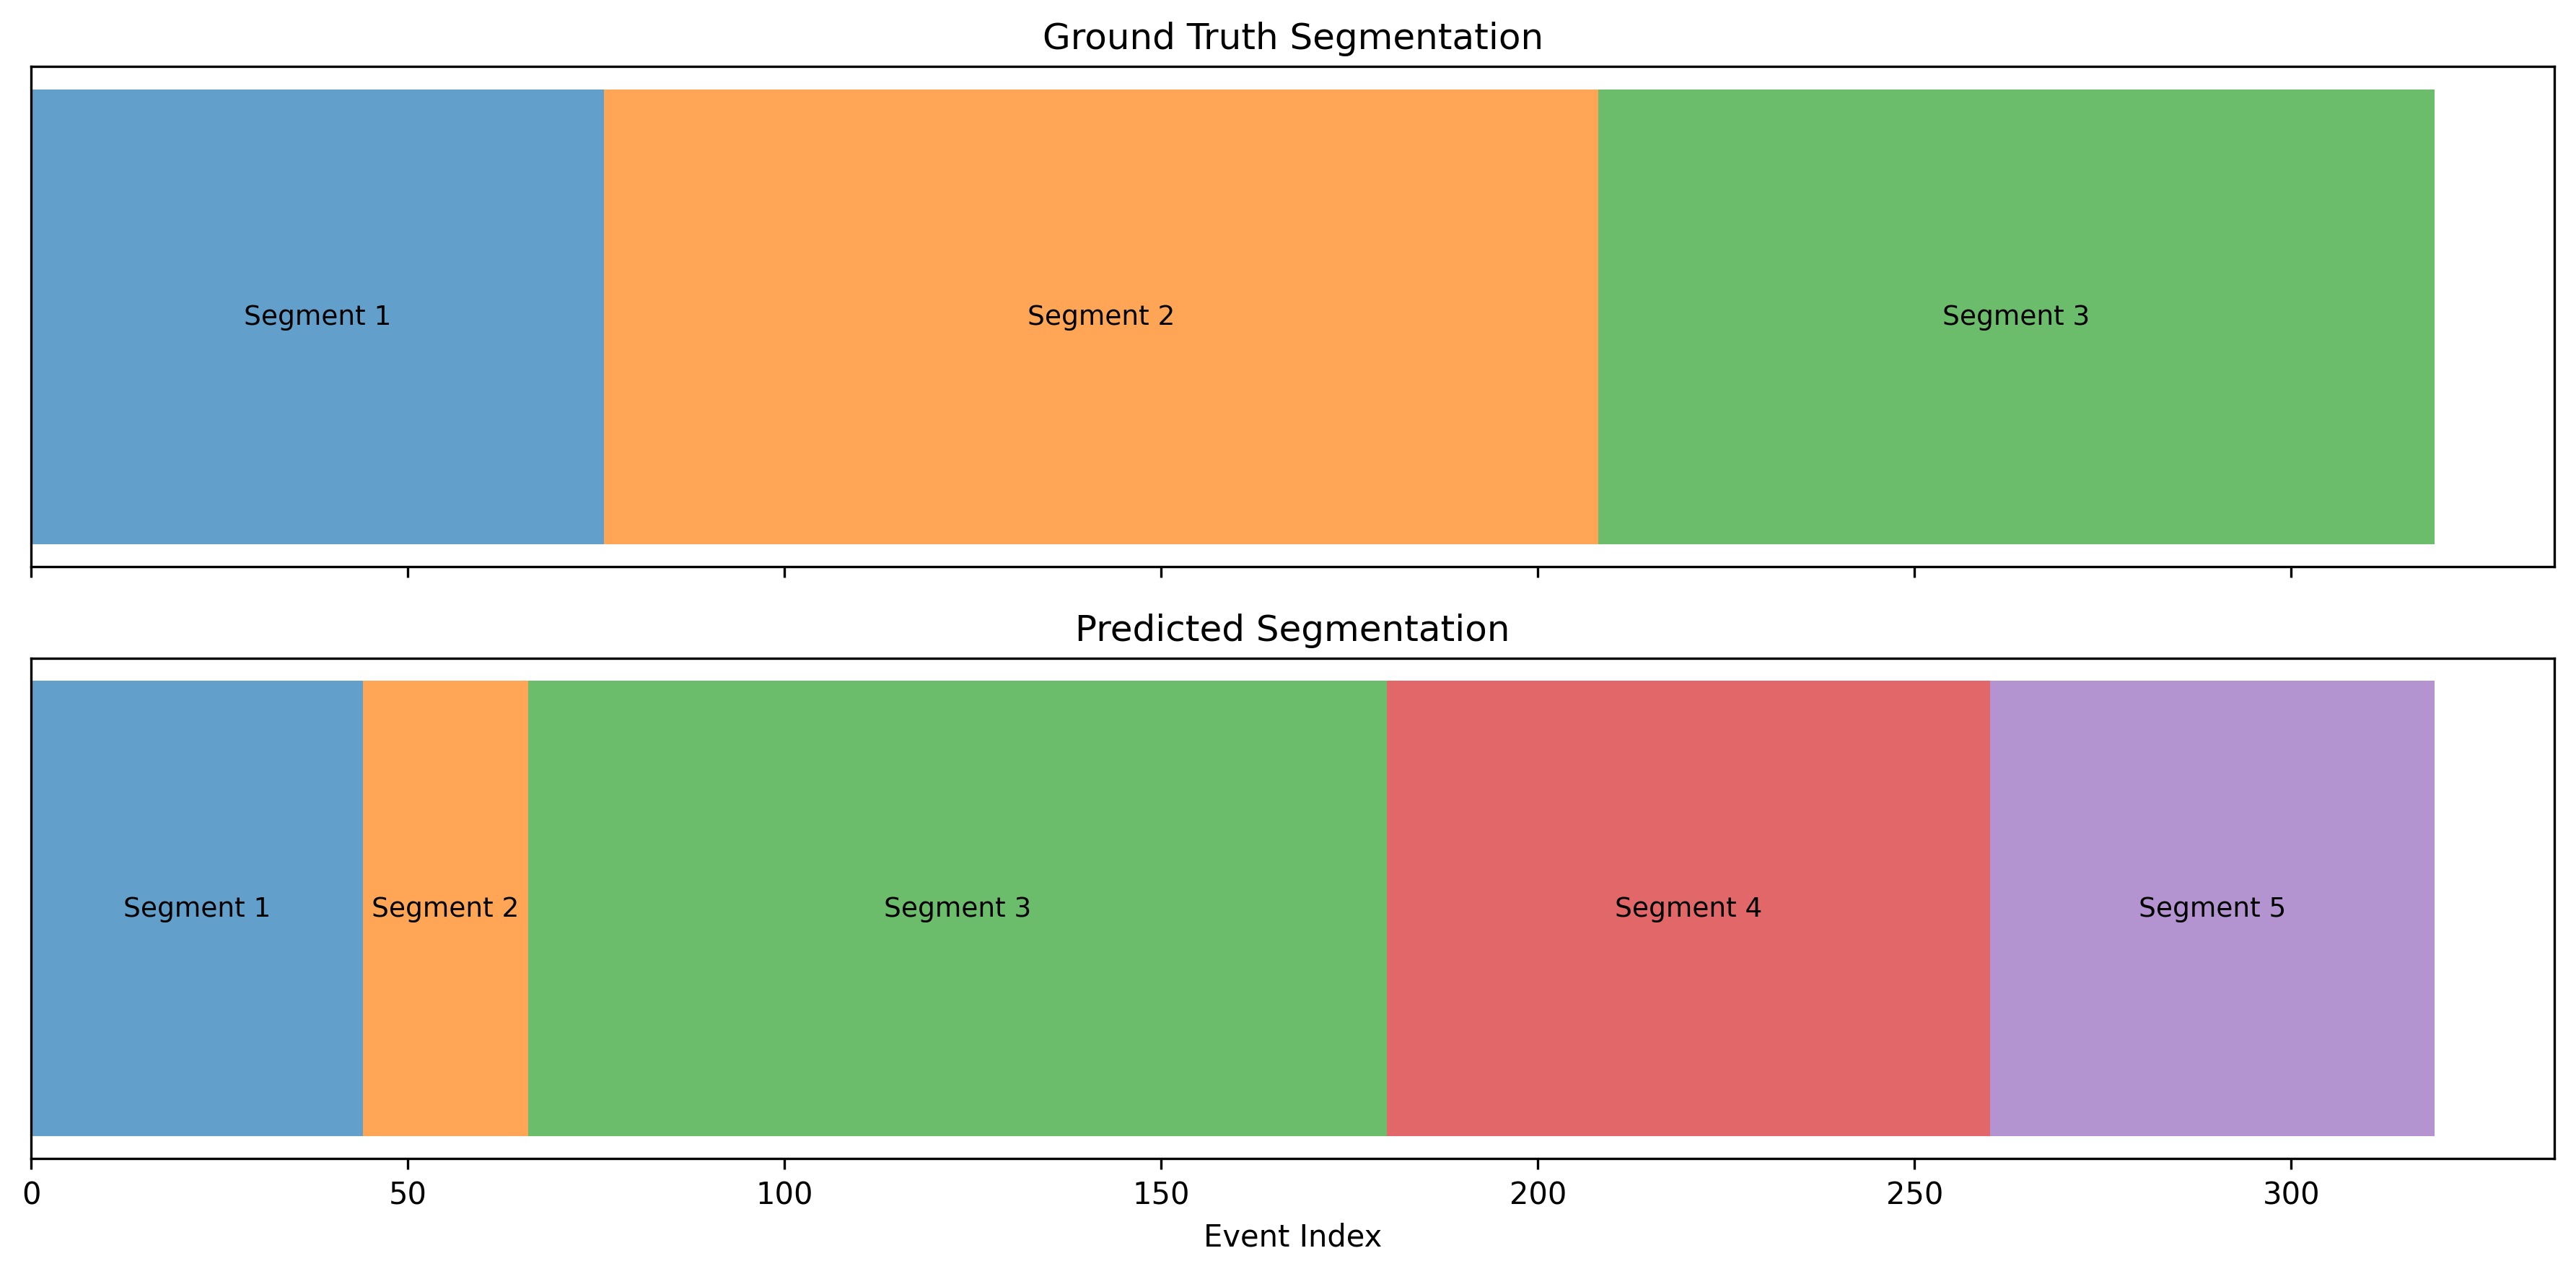 Ground Truth Segmentation
Segment 1 Segment 2 Segment 3
Predicted Segmentation
Segment 1 Segment 2 Segment 3 Segment 4 Segment 5
0 50 100 150 200 250 300
Event Index